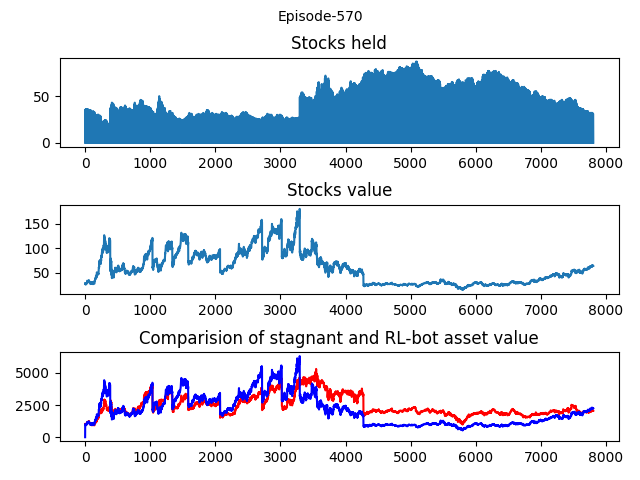 Episode-570
Stocks held
50
0
0 1000 2000 3000 4000 5000 6000 7000 8000
Stocks value
150
100
50
0 1000 2000 3000 4000 5000 6000 7000 8000
Comparision of stagnant and RL-bot asset value
5000
2500
0
0 1000 2000 3000 4000 5000 6000 7000 8000